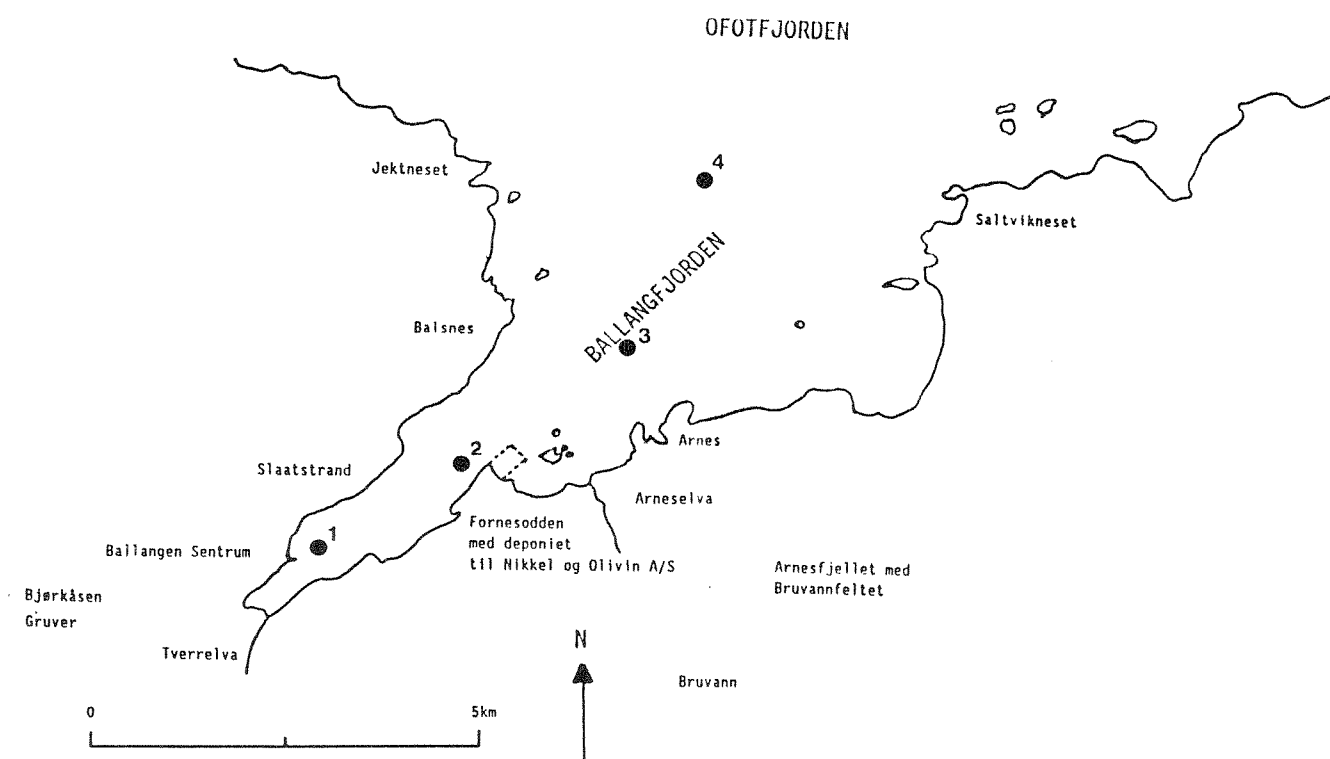 OFOTFJORDEN
Jektneset
4
Saltvikneset
BALLANGFJORDEN
Balsnes
3
Arnes
2
Slaatstrand
Arneselva
Fornesodden
med deponiet
til Nikkel og Olivin A/S
1
Ballangen Sentrum
Arnesfjellet med
Bruvannfeltet
Bjørkåsen
Gruver
Tverrelva
N
Bruvann
0
5km